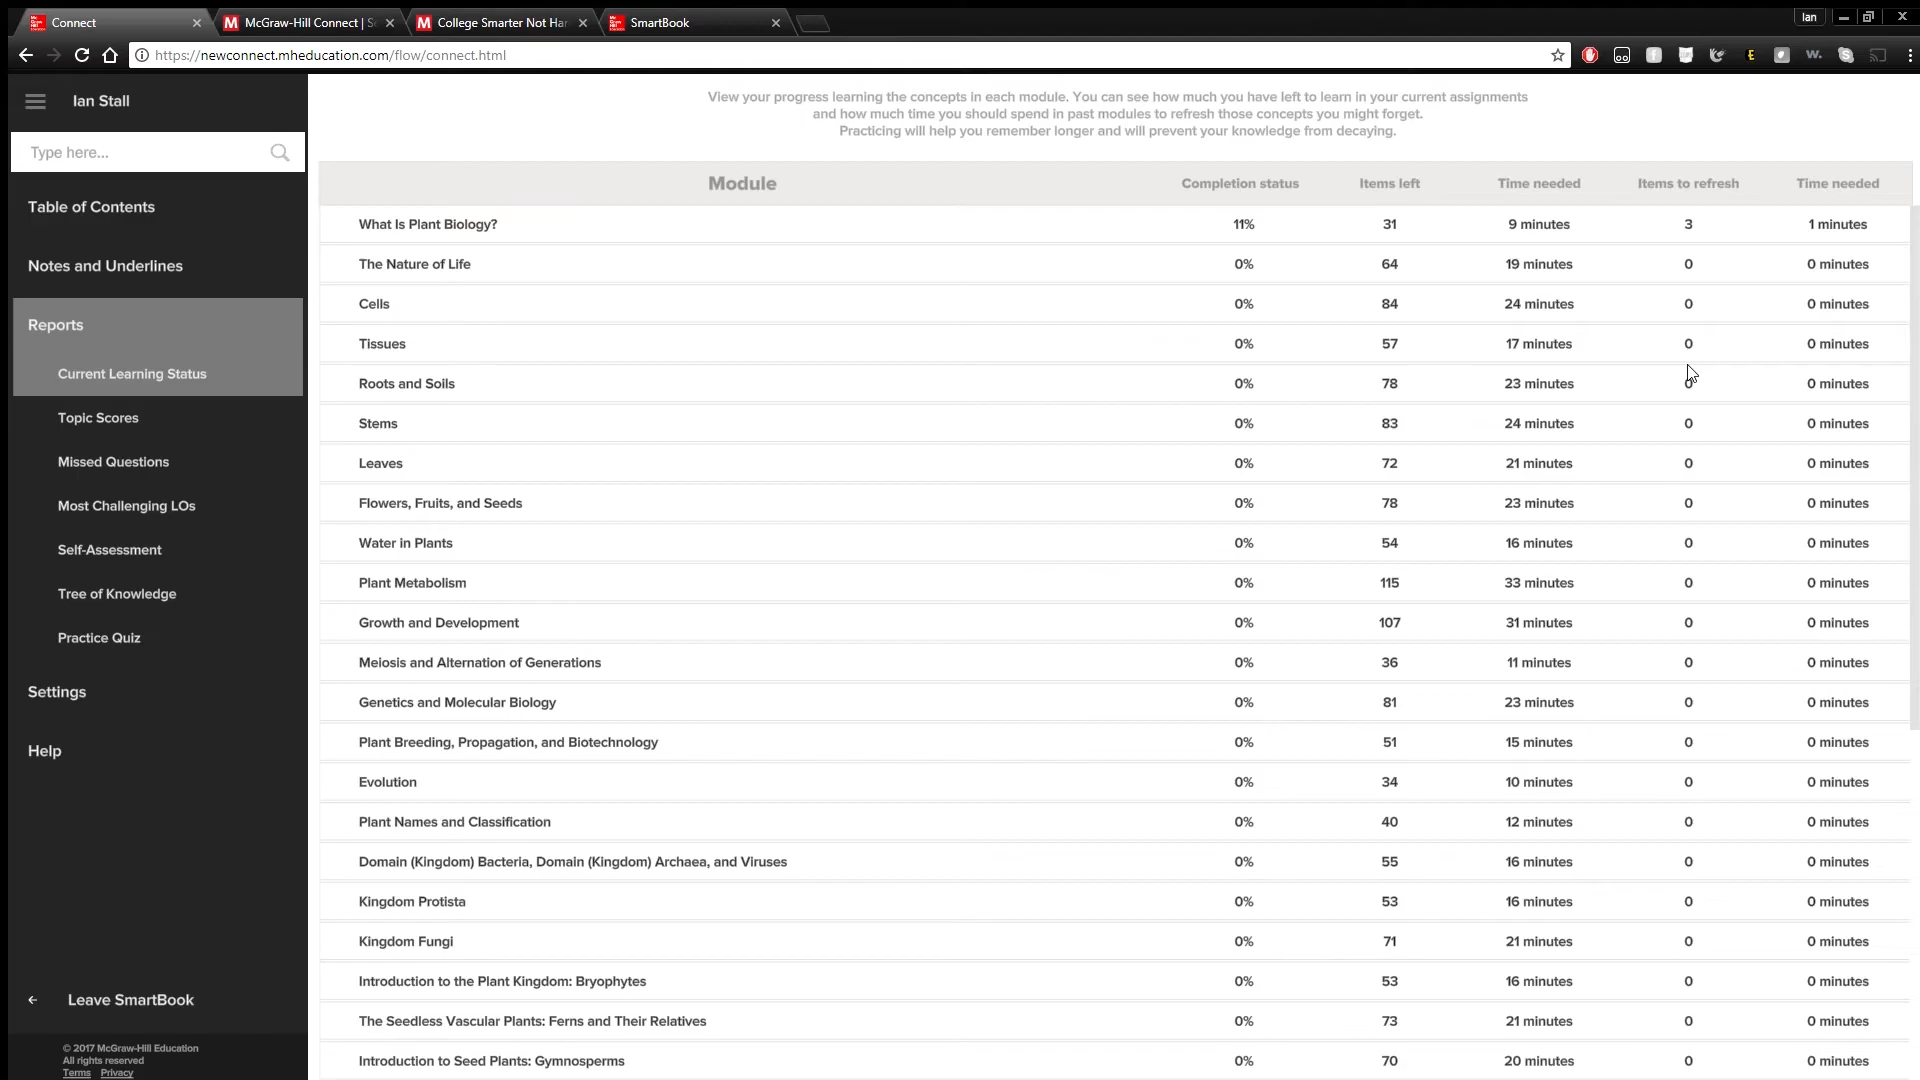 Connect
McGraw-Hill Connect | S
College Smarter Not Har
SmartBook
Ian
https://newconnect.mheducation.com/flow/connect.html
Ian Stall
Type here...
Table of Contents
Notes and Underlines
Reports
Current Learning Status
Topic Scores
Missed Questions
Most Challenging LOs
Self-Assessment
Tree of Knowledge
Practice Quiz
Settings
Help
Leave SmartBook
© 2017 McGraw-Hill Education
All rights reserved
Terms Privacy
View your progress learning the concepts in each module. You can see how much you have left to learn in your current assignments
and how much time you should spend in past modules to refresh those concepts you might forget.
Practicing will help you remember longer and will prevent your knowledge from decaying.
Module Completion status Items left Time needed Items to refresh Time needed
What Is Plant Biology? 11% 31 9 minutes 3 1 minutes
The Nature of Life 0% 64 19 minutes 0 0 minutes
Cells 0% 84 24 minutes 0 0 minutes
Tissues 0% 57 17 minutes 0 0 minutes
Roots and Soils 0% 78 23 minutes 0 0 minutes
Stems 0% 83 24 minutes 0 0 minutes
Leaves 0% 72 21 minutes 0 0 minutes
Flowers, Fruits, and Seeds 0% 78 23 minutes 0 0 minutes
Water in Plants 0% 54 16 minutes 0 0 minutes
Plant Metabolism 0% 115 33 minutes 0 0 minutes
Growth and Development 0% 107 31 minutes 0 0 minutes
Meiosis and Alternation of Generations 0% 36 11 minutes 0 0 minutes
Genetics and Molecular Biology 0% 81 23 minutes 0 0 minutes
Plant Breeding, Propagation, and Biotechnology 0% 51 15 minutes 0 0 minutes
Evolution 0% 34 10 minutes 0 0 minutes
Plant Names and Classification 0% 40 12 minutes 0 0 minutes
Domain (Kingdom) Bacteria, Domain (Kingdom) Archaea, and Viruses 0% 55 16 minutes 0 0 minutes
Kingdom Protista 0% 53 16 minutes 0 0 minutes
Kingdom Fungi 0% 71 21 minutes 0 0 minutes
Introduction to the Plant Kingdom: Bryophytes 0% 53 16 minutes 0 0 minutes
The Seedless Vascular Plants: Ferns and Their Relatives 0% 73 21 minutes 0 0 minutes
Introduction to Seed Plants: Gymnosperms 0% 70 20 minutes 0 0 minutes